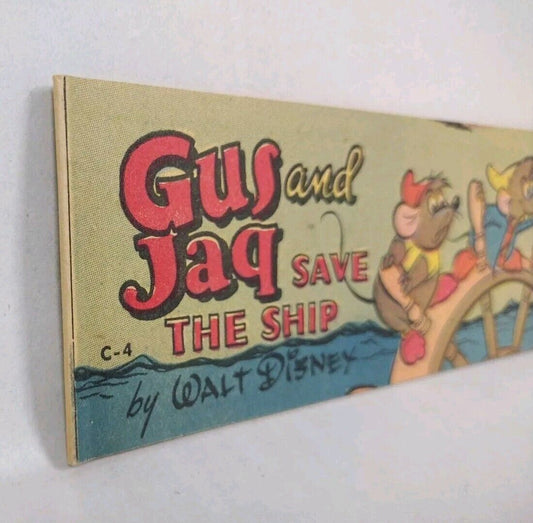 Gus and
Jaq SAVE
THE SHIP
C-4
by WALT DISNEY